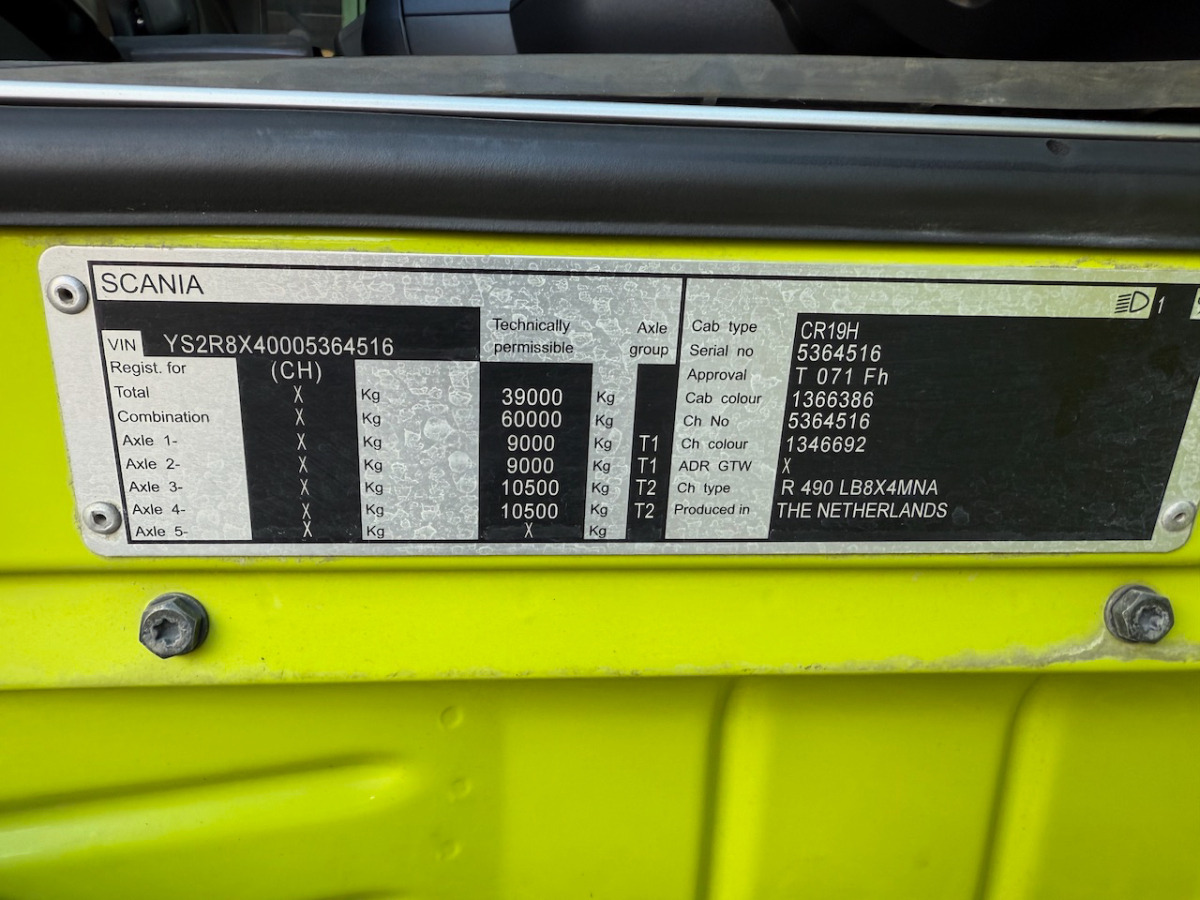 SCANIA
1
VIN YS2R8X40005364516 Technically permissible Axle group
Regist. for (CH)
Total X Kg 39000 Kg
Combination X Kg 60000 Kg
Axle 1- X Kg 9000 Kg T1
Axle 2- X Kg 9000 Kg T1
Axle 3- X Kg 10500 Kg T2
Axle 4- X Kg 10500 Kg T2
Axle 5- X Kg X Kg
Cab type CR19H
Serial no 5364516
Approval T 071 Fh
Cab colour 1366386
Ch No 5364516
Ch colour 1346692
ADR GTW X
Ch type R 490 LB8X4MNA
Produced in THE NETHERLANDS